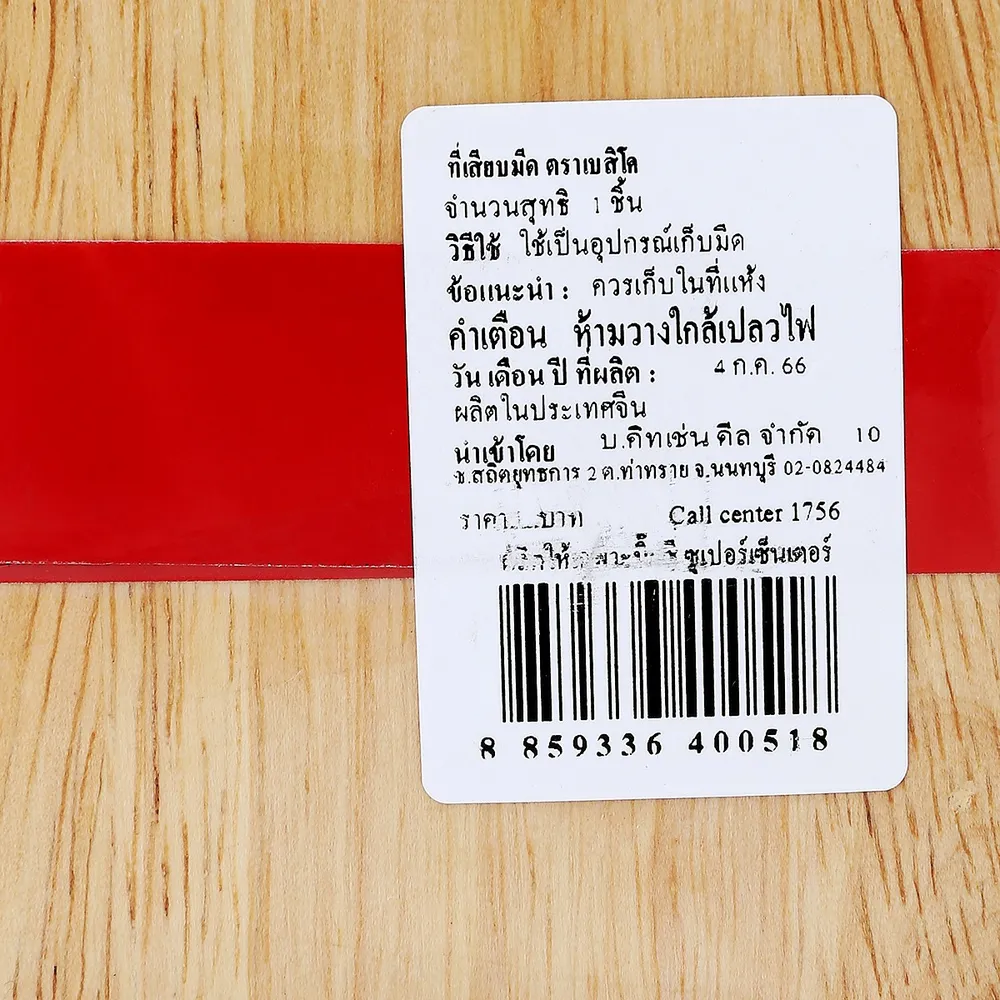 ที่เสียบมีด ตราเบสิโค
จำนวนสุทธิ 1 ชิ้น
วิธีใช้ ใช้เป็นอุปกรณ์เก็บมีด
ข้อแนะนำ : ควรเก็บในที่แห้ง
คำเตือน ห้ามวางใกล้เปลวไฟ
วัน เดือน ปี ที่ผลิต : 4 ก.ค. 66
ผลิตในประเทศจีน
นำเข้าโดย บ.คิทเช่น ดีล จำกัด 10
ซ.สถิตยุทธการ 2 ต.ท่าทราย จ.นนทบุรี 02-0824484
ราคา บาท Call center 1756
ซูเปอร์เซ็นเตอร์
8 859336 400518